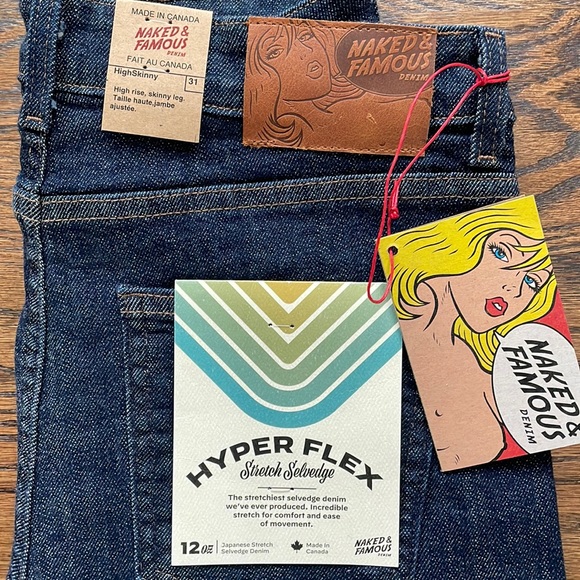 MADE IN CANADA
NAKED &
FAMOUS
DENIM
FAIT AU CANADA
HighSkinny
31
High rise, skinny leg.
Taille haute,jambe
ajustée.
NAKED &
FAMOUS
DENIM
NAKED &
FAMOUS
DENIM
HYPER FLEX
Stretch Selvedge
The stretchiest selvedge denim
we've ever produced. Incredible
stretch for comfort and ease
of movement.
12oz
Japanese Stretch
Selvedge Denim
Made in
Canada
NAKED &
FAMOUS
DENIM